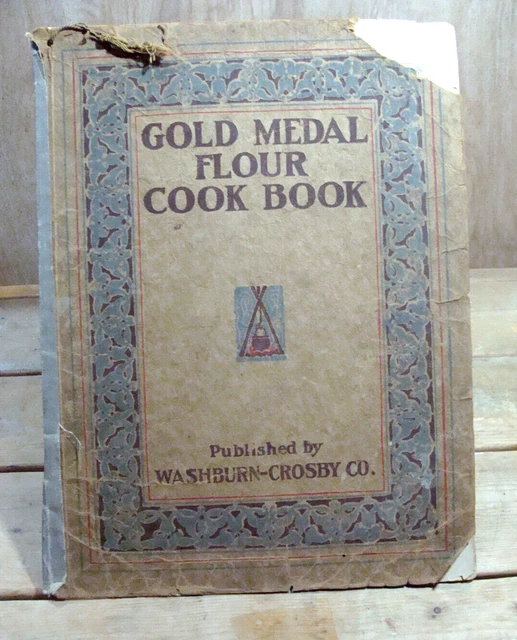 GOLD MEDAL
FLOUR
COOK BOOK
Published by
WASHBURN-CROSBY CO.